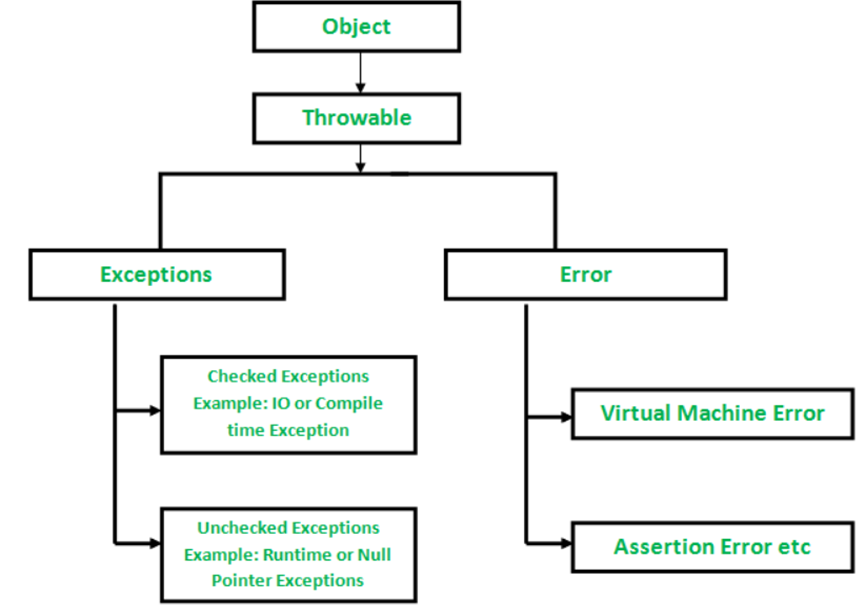 Object
Throwable
Exceptions
Error
Checked Exceptions
Example: IO or Compile
time Exception
Virtual Machine Error
Unchecked Exceptions
Example: Runtime or Null
Pointer Exceptions
Assertion Error etc